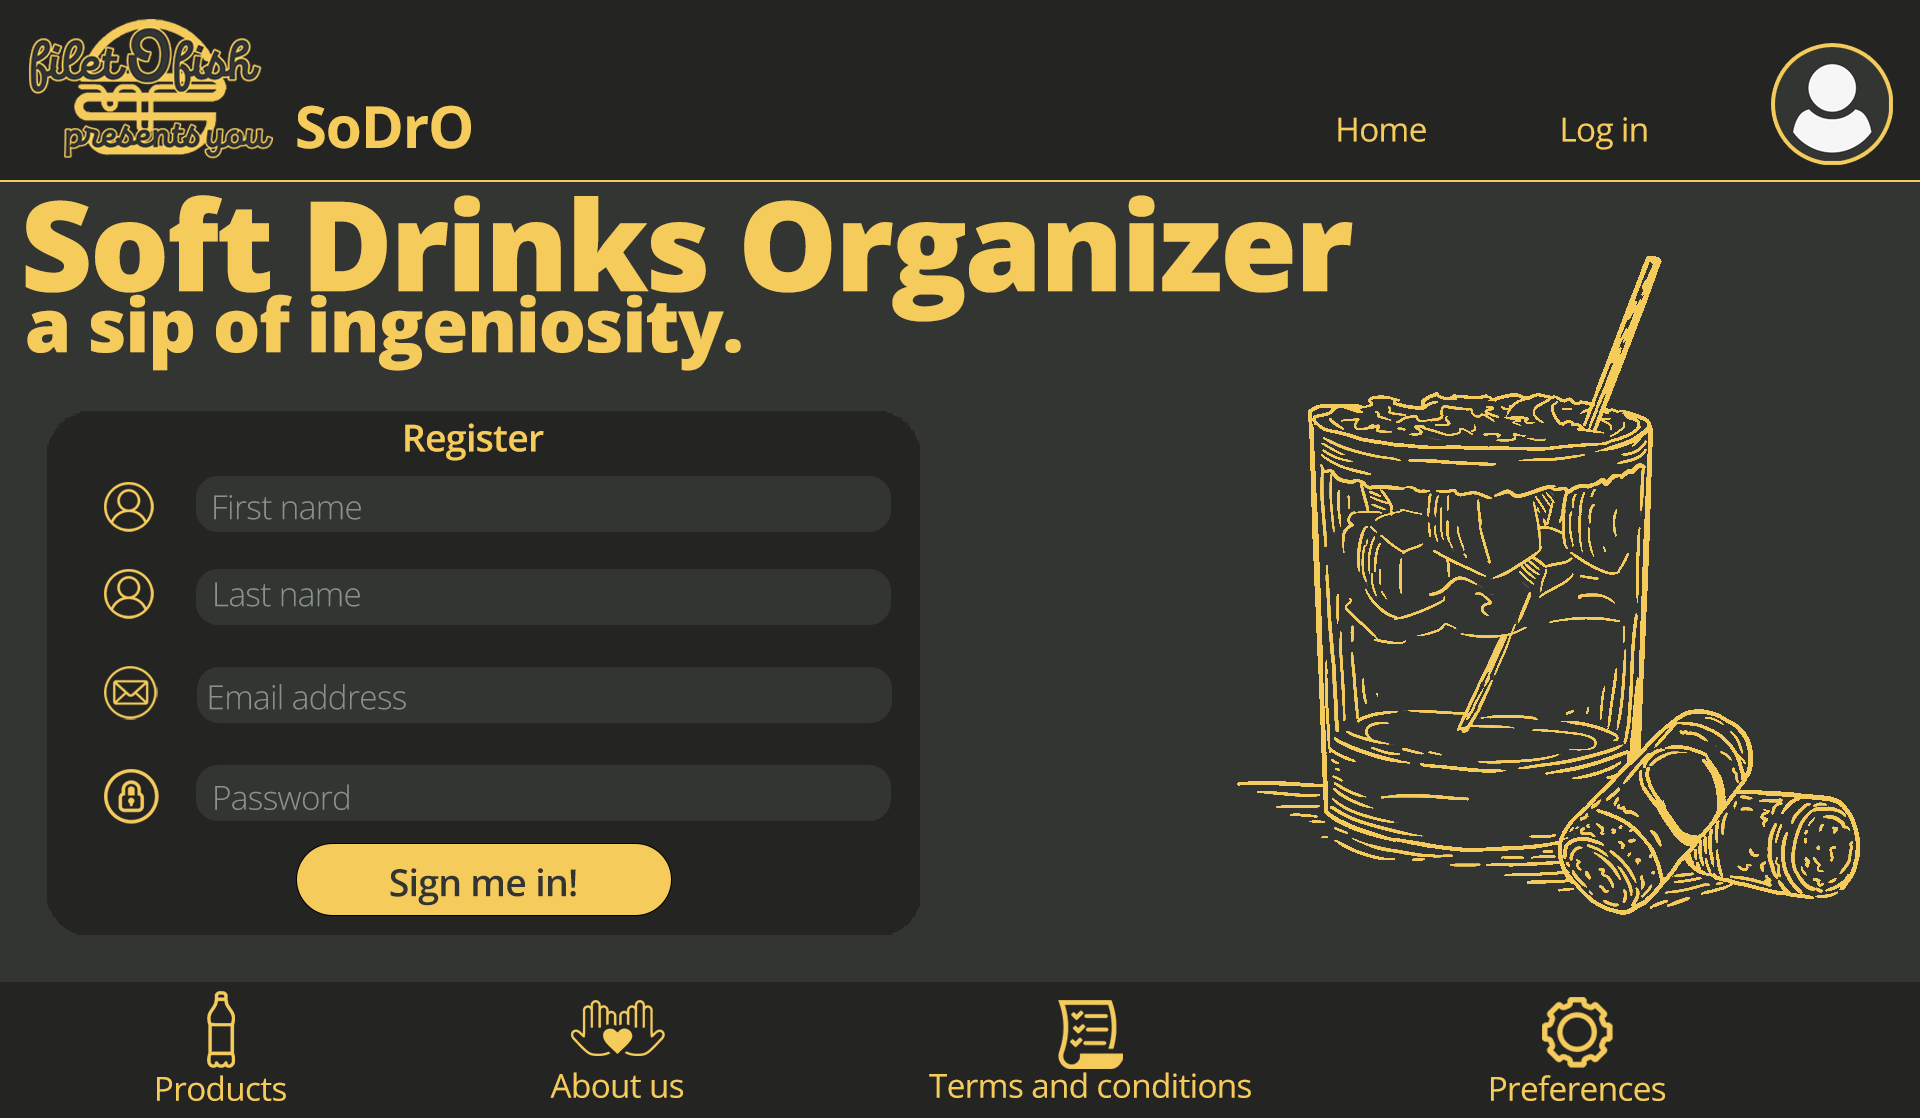 filet O fish
presents you
SoDrO
Home
Log in
Soft Drinks Organizer
a sip of ingeniosity.
Register
First name
Last name
Email address
Password
Sign me in!
Products
About us
Terms and conditions
Preferences